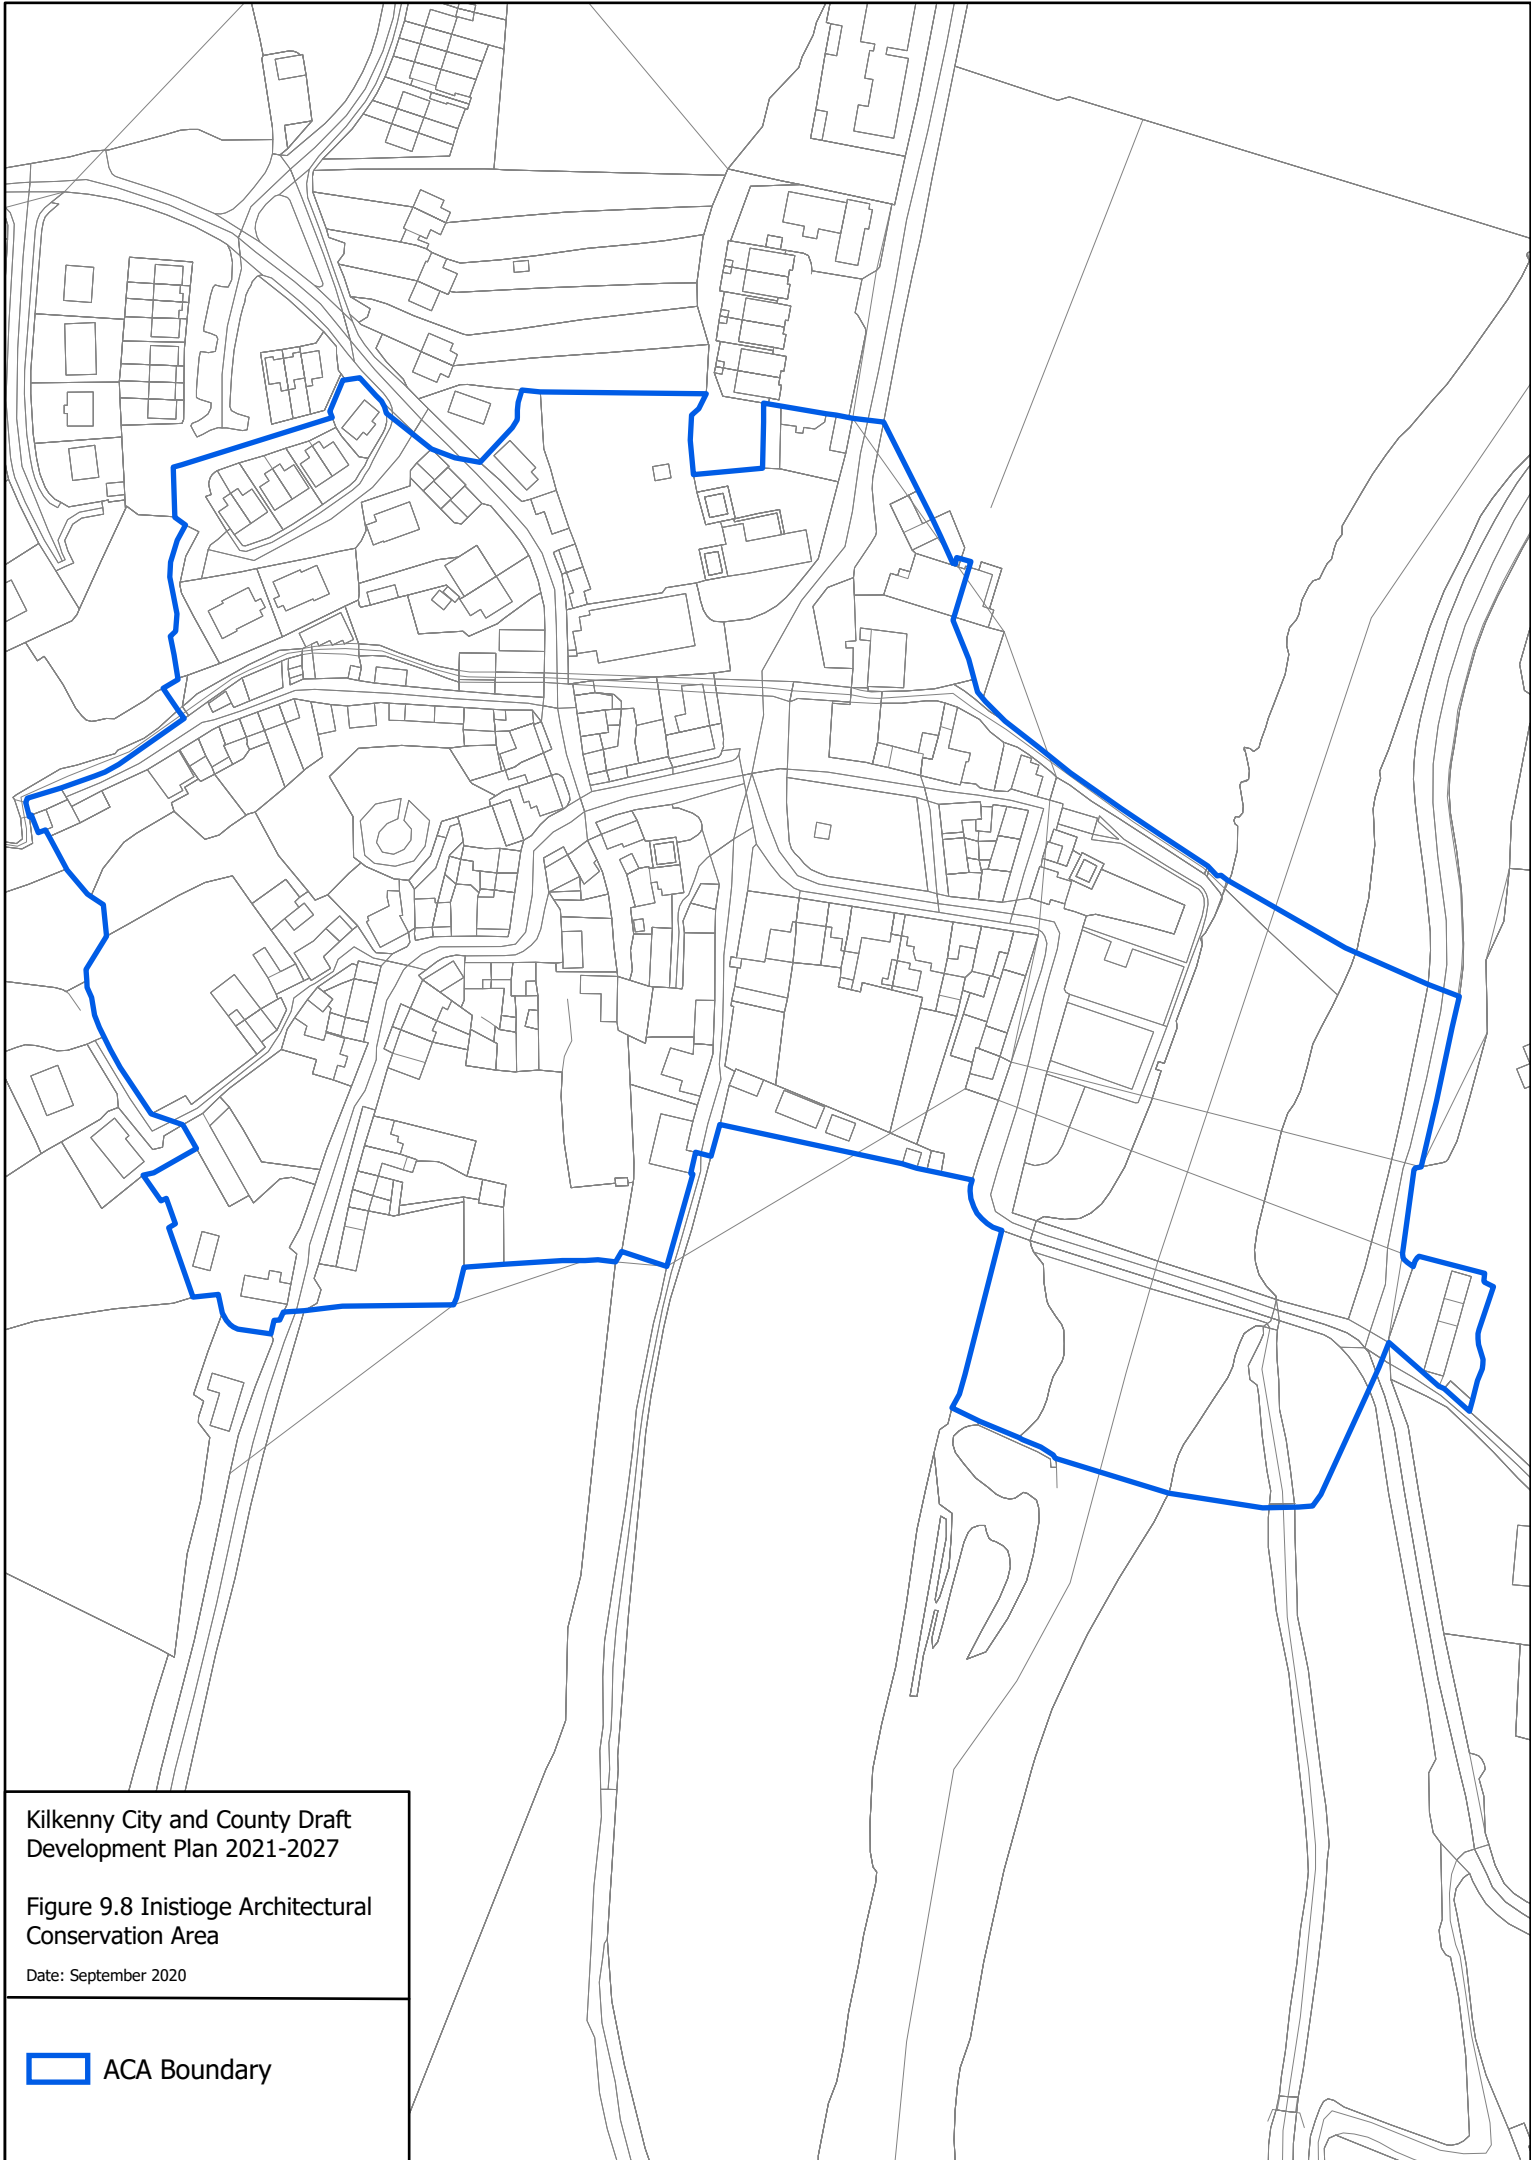 Kilkenny City and County Draft
Development Plan 2021-2027
Figure 9.8 Inistioge Architectural
Conservation Area
Date: September 2020
ACA Boundary